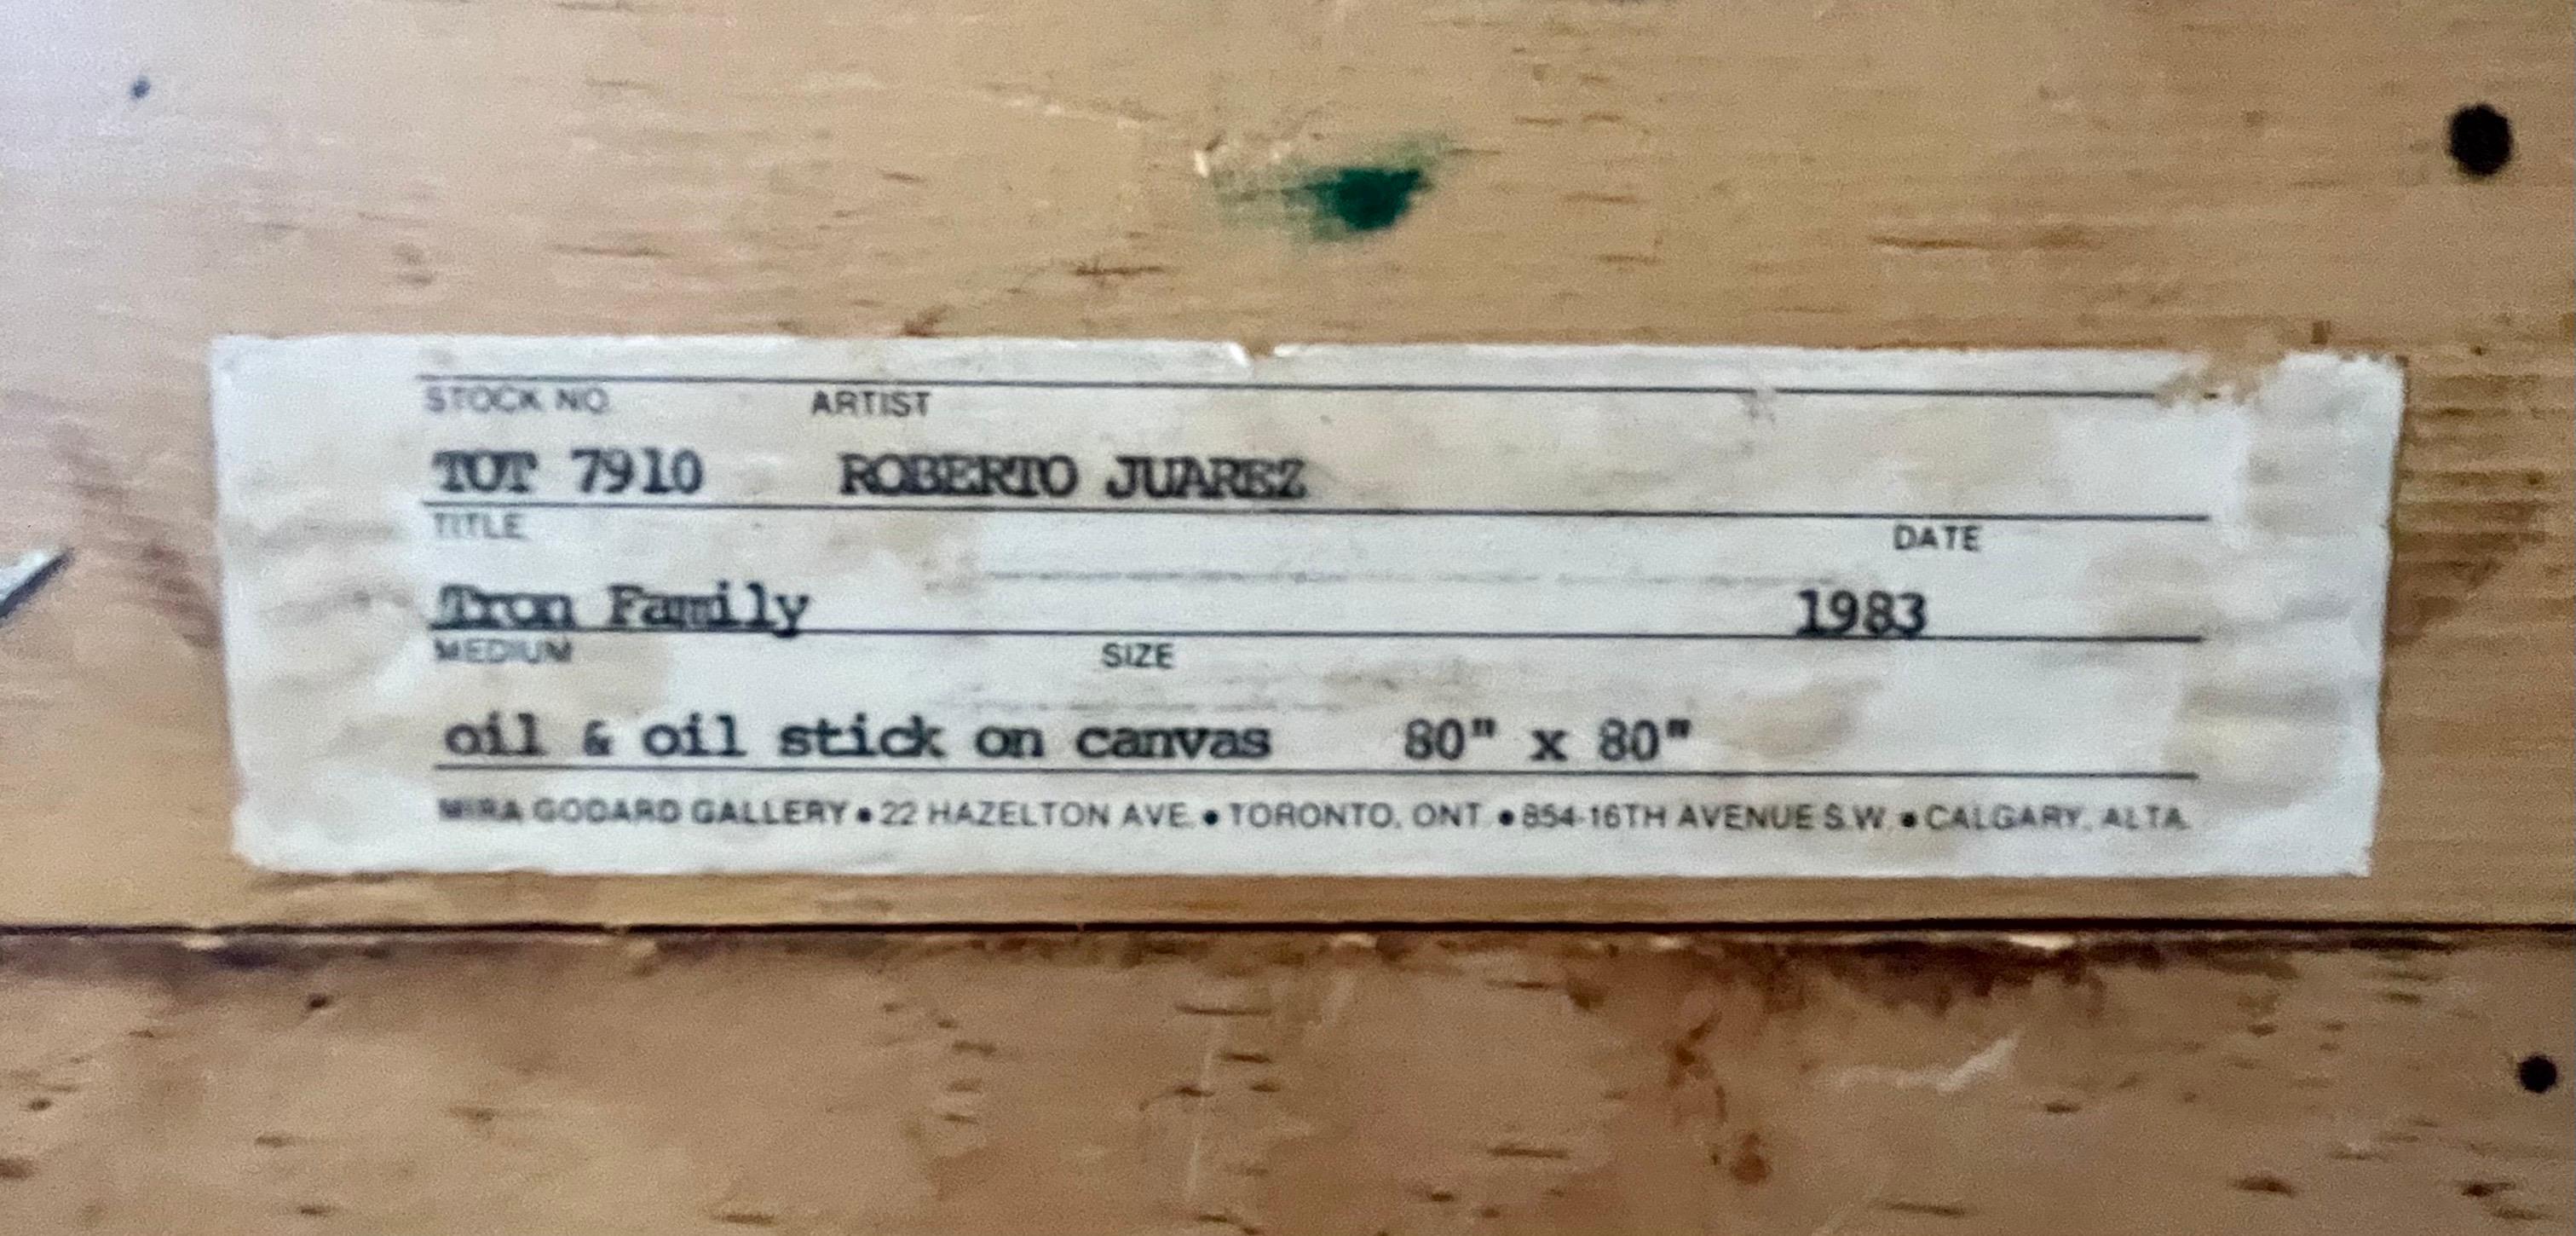 STOCK NO. ARTIST
TOT 7910 ROBERTO JUAREZ
TITLE DATE
Tron Family 1983
MEDIUM SIZE
oil & oil stick on canvas 80" x 80"
MIRA GODARD GALLERY • 22 HAZELTON AVE. • TORONTO, ONT. • 854-16TH AVENUE S.W. • CALGARY, ALTA.